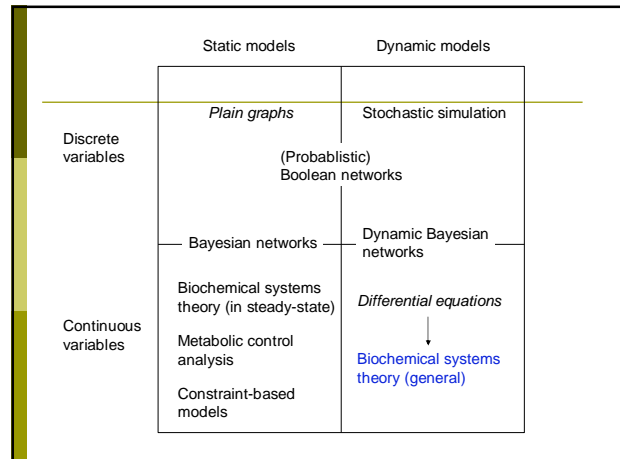 Static models
Dynamic models
Plain graphs
Stochastic simulation
Discrete
variables
(Probablistic)
Boolean networks
Bayesian networks
Dynamic Bayesian
networks
Biochemical systems
theory (in steady-state)
Differential equations
Continuous
variables
Metabolic control
analysis
Biochemical systems
theory (general)
Constraint-based
models